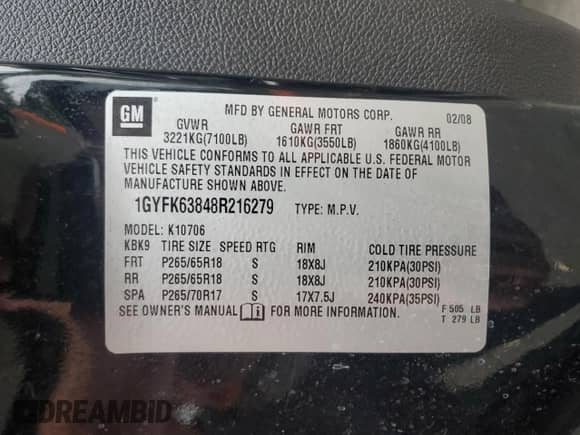 GM
MFD BY GENERAL MOTORS CORP. 02/08
GVWR GAWR FRT GAWR RR
3221KG(7100LB) 1610KG(3550LB) 1860KG(4100LB)
THIS VEHICLE CONFORMS TO ALL APPLICABLE U.S. FEDERAL MOTOR
VEHICLE SAFETY STANDARDS IN EFFECT ON THE DATE OF
MANUFACTURE SHOWN ABOVE.
1GYFK63848R216279 TYPE: M.P.V.
MODEL: K10706
KBK9 TIRE SIZE SPEED RTG RIM COLD TIRE PRESSURE
FRT P265/65R18 S 18X8J 210KPA(30PSI)
RR P265/65R18 S 18X8J 210KPA(30PSI)
SPA P265/70R17 S 17X7.5J 240KPA(35PSI)
SEE OWNER'S MANUAL FOR MORE INFORMATION.
F 505 LB
T 279 LB
DREAMBID